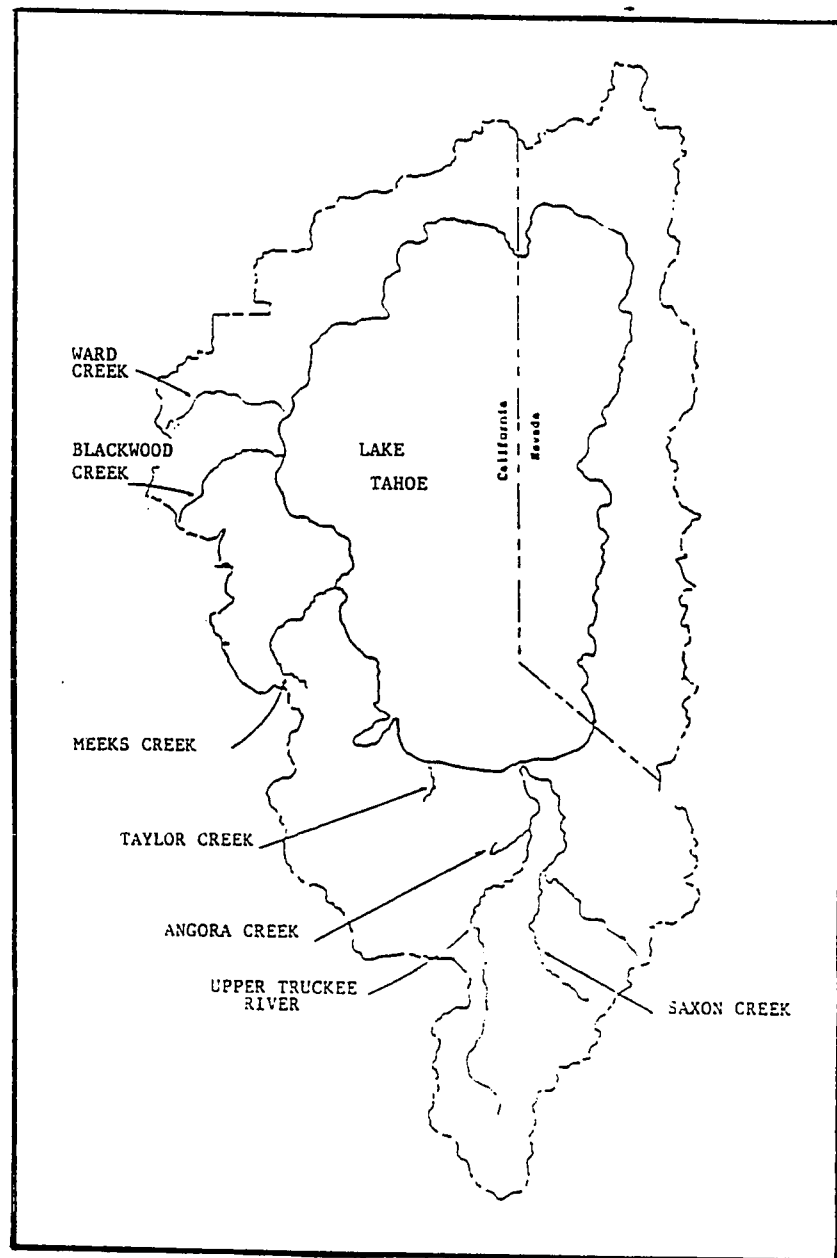 WARD
CREEK
BLACKWOOD
CREEK
LAKE
TAHOE
California
Nevada
MEEKS CREEK
TAYLOR CREEK
ANGORA CREEK
UPPER TRUCKEE
RIVER
SAXON CREEK